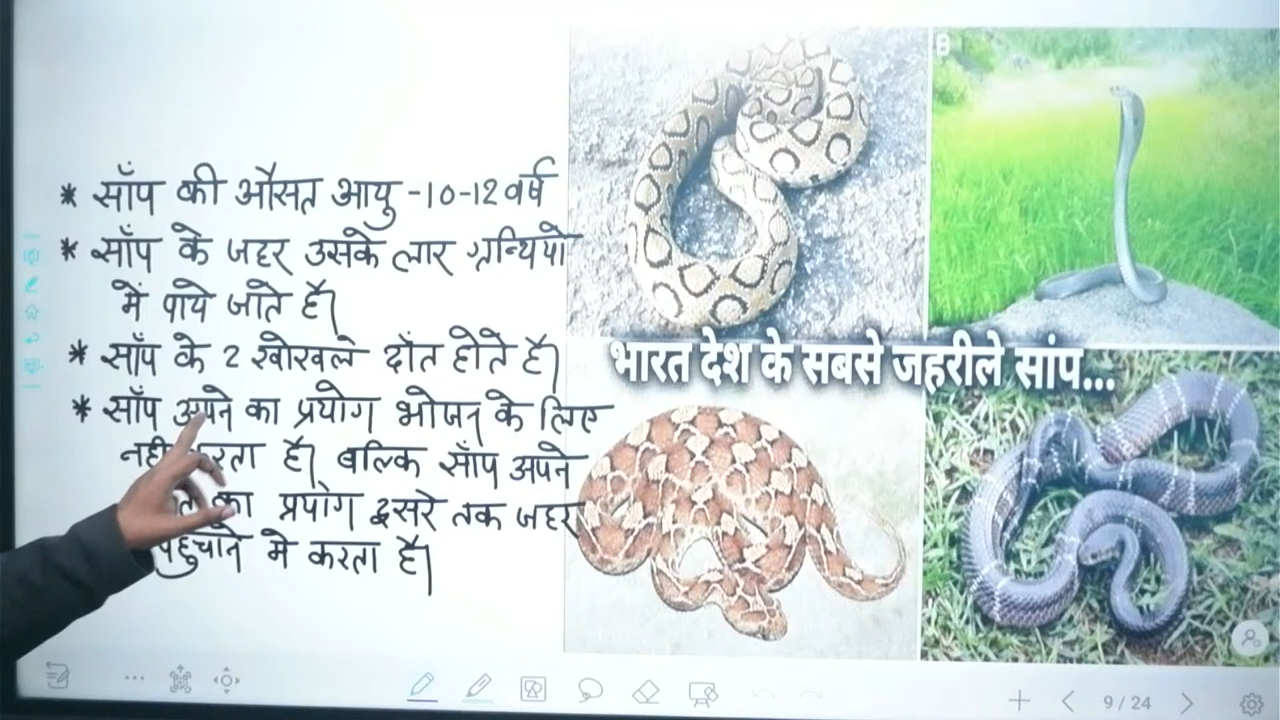 * साँप की औसत आयु -10-12 वर्ष
* साँप के जहर उसके लार ग्रन्थियो
में पाये जाते है।
* साँप के 2 खोखले दाँत होते है।
* साँप अपने का प्रयोग भोजन के लिए
नही करता है। बल्कि साँप अपने
का प्रयोग दूसरे तक जहर
पहुचाने मे करता है।
B
भारत देश के सबसे जहरीले सांप...
9/24